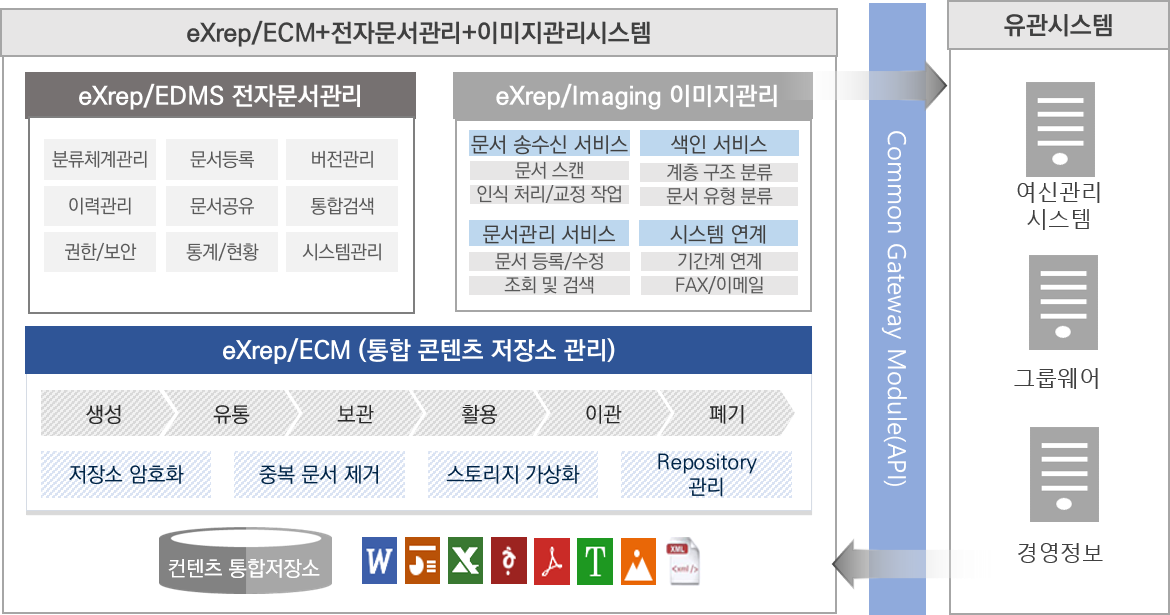 eXrep/ECM+전자문서관리+이미지관리시스템
eXrep/EDMS 전자문서관리
분류체계관리
문서등록
버전관리
이력관리
문서공유
통합검색
권한/보안
통계/현황
시스템관리
eXrep/Imaging 이미지관리
문서 송수신 서비스
문서 스캔
인식 처리/교정 작업
색인 서비스
계층 구조 분류
문서 유형 분류
문서관리 서비스
문서 등록/수정
조회 및 검색
시스템 연계
기간계 연계
FAX/이메일
eXrep/ECM (통합 콘텐츠 저장소 관리)
생성
유통
보관
활용
이관
폐기
저장소 암호화
중복 문서 제거
스토리지 가상화
Repository
관리
컨텐츠 통합저장소
W
T
XML
<xml />
Common Gateway Module(API)
유관시스템
여신관리
시스템
그룹웨어
경영정보